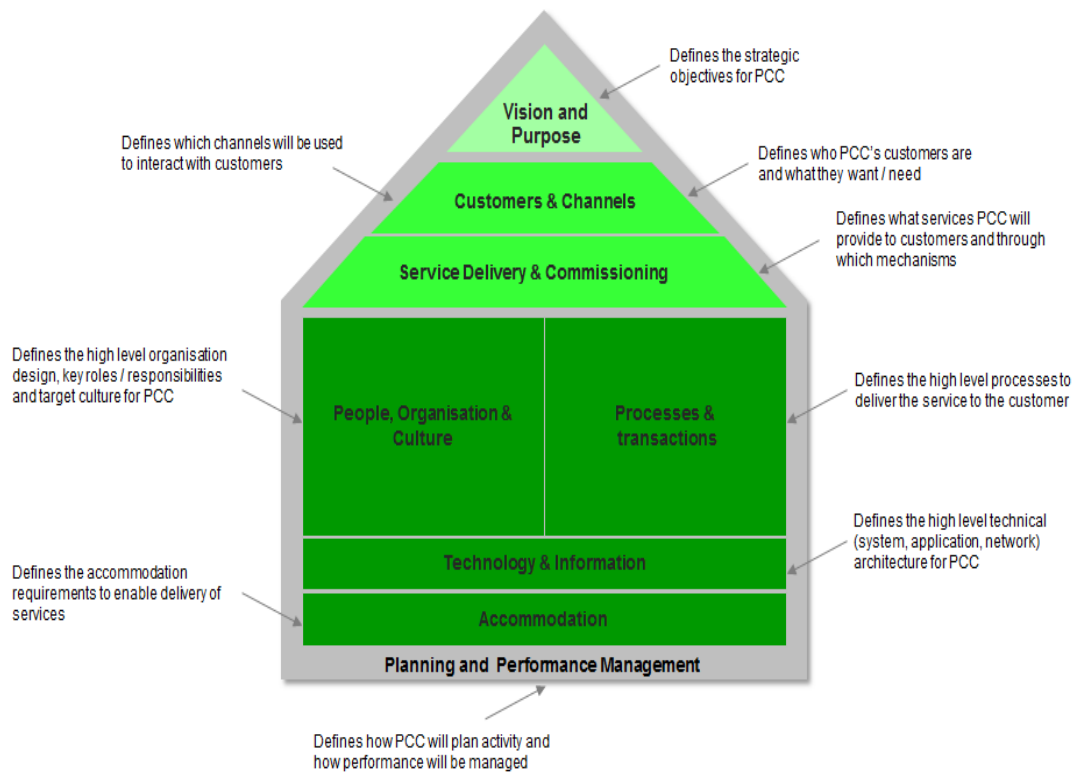 Defines the strategic
objectives for PCC
Vision and
Purpose
Defines which channels will be used
to interact with customers
Defines who PCC's customers are
and what they want / need
Customers & Channels
Defines what services PCC will
provide to customers and through
which mechanisms
Service Delivery & Commissioning
Defines the high level organisation
design, key roles / responsibilities
and target culture for PCC
People, Organisation &
Culture
Processes &
transactions
Defines the high level processes to
deliver the service to the customer
Defines the high level technical
(system, application, network)
architecture for PCC
Technology & Information
Defines the accommodation
requirements to enable delivery of
services
Accommodation
Planning and Performance Management
Defines how PCC will plan activity and
how performance will be managed